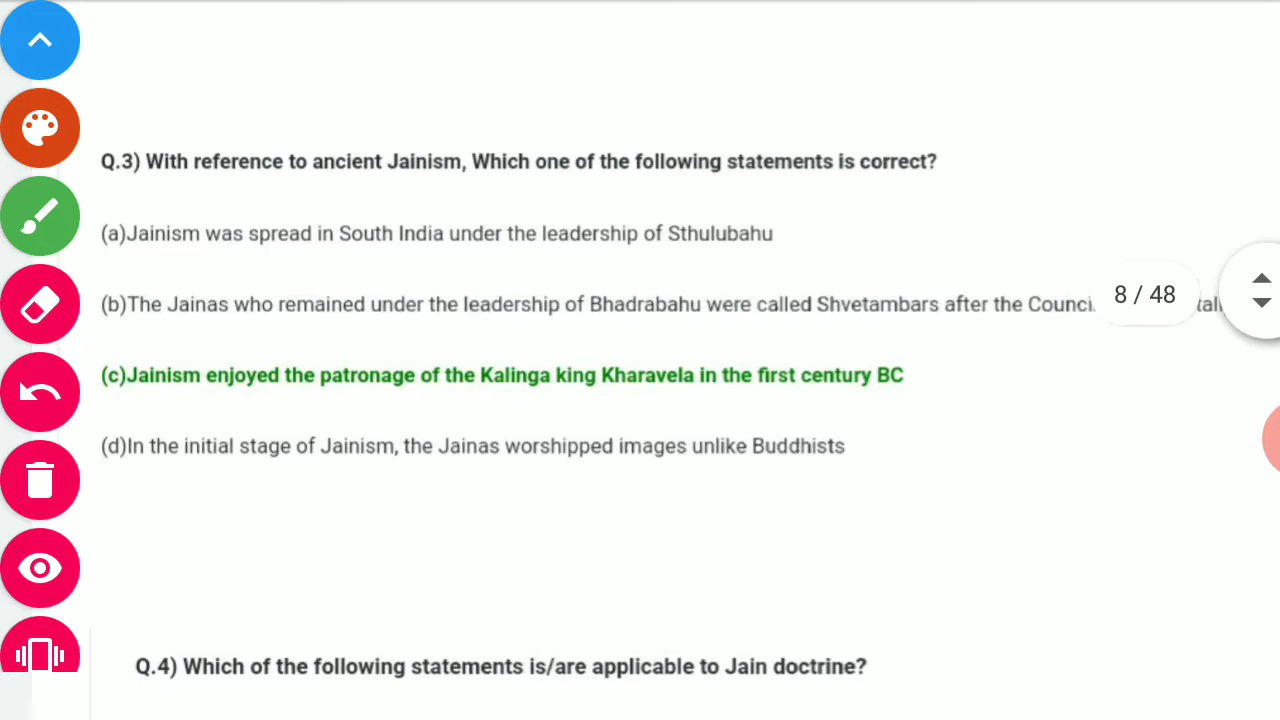 Q.3) With reference to ancient Jainism, Which one of the following statements is correct?
(a)Jainism was spread in South India under the leadership of Sthulubahu
(b)The Jainas who remained under the leadership of Bhadrabahu were called Shvetambars after the
8 / 48
(c)Jainism enjoyed the patronage of the Kalinga king Kharavela in the first century BC
(d)In the initial stage of Jainism, the Jainas worshipped images unlike Buddhists
Q.4) Which of the following statements is/are applicable to Jain doctrine?